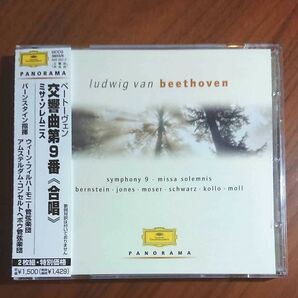 PANORAMA
ベートーヴェン
交響曲第9番《合唱》
ミサ・ソレムニス
バーンスタイン指揮
ウィーン・フィルハーモニー管弦楽団
アムステルダム・コンセルトヘボウ管弦楽団
2枚組・特別価格
¥1,500
¥1,429
ludwig van beethoven
symphony 9 - missa solemnis
bernstein - jones - moser - schwarz - kollo - moll
PANORAMA